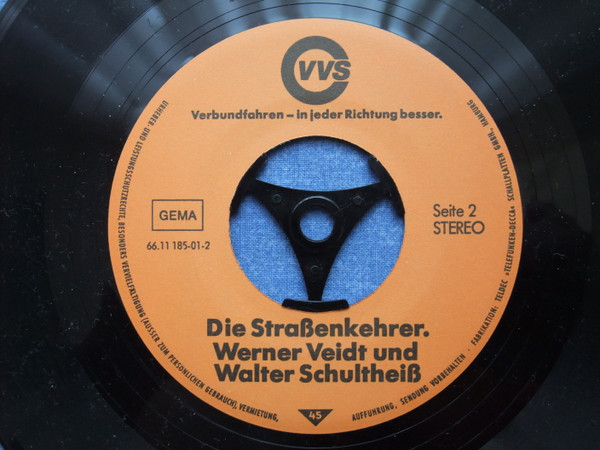 VVS
Verbundfahren – in jeder Richtung besser.
GEMA
66.11 185-01-2
Seite 2
STEREO
Die Straßenkehrer.
Werner Veidt und
Walter Schultheiß
45
URHEBER- UND LEISTUNGSSCHUTZRECHTE, BESONDERS VERVIELFÄLTIGUNG (AUSSER ZUM PERSÖNLICHEN GEBRAUCH), VERMIETUNG, AUFFÜHRUNG, SENDUNG VORBEHALTEN · FABRIKATION: TELDEC »TELEFUNKEN-DECCA« SCHALLPLATTEN GMBH, HAMBURG